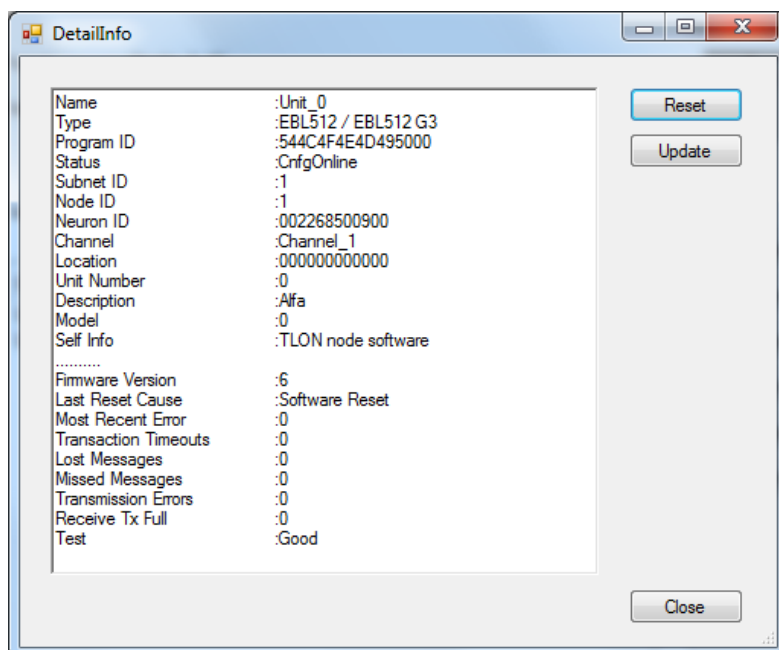 DetailInfo
Name :Unit_0
Type :EBL512 / EBL512 G3
Program ID :544C4F4E4D495000
Status :CnfgOnline
Subnet ID :1
Node ID :1
Neuron ID :002268500900
Channel :Channel_1
Location :000000000000
Unit Number :0
Description :Alfa
Model :0
Self Info :TLON node software
..........
Firmware Version :6
Last Reset Cause :Software Reset
Most Recent Error :0
Transaction Timeouts :0
Lost Messages :0
Missed Messages :0
Transmission Errors :0
Receive Tx Full :0
Test :Good
Reset
Update
Close